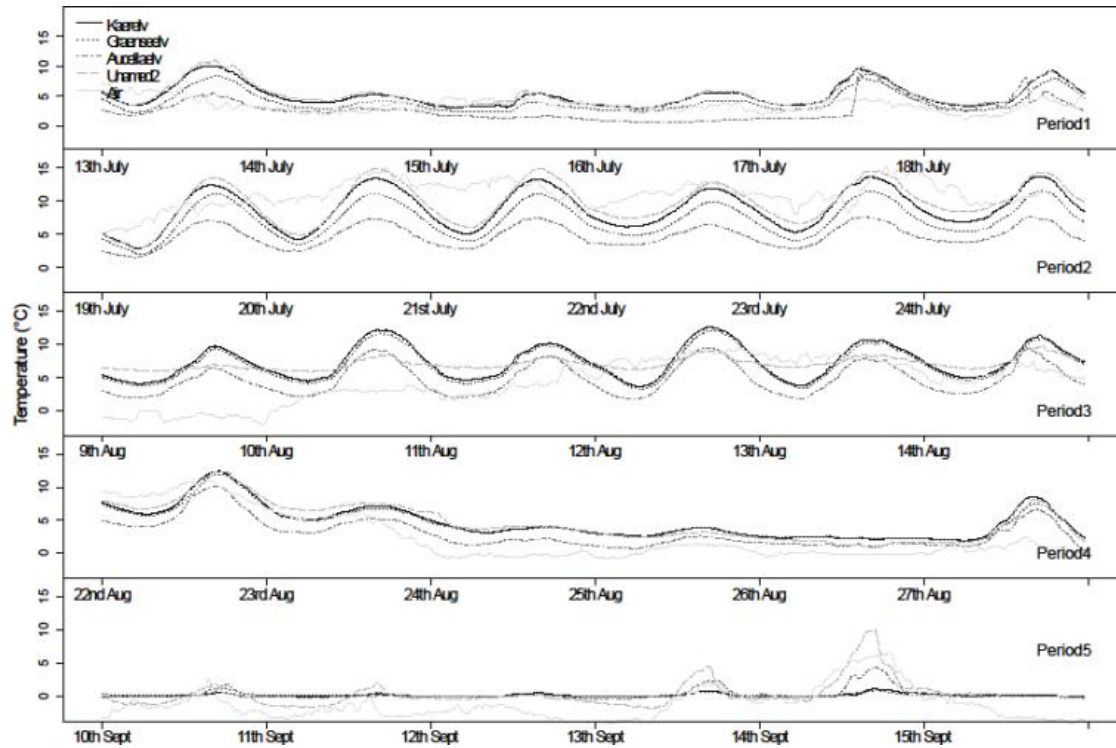 Kaerelv
Graenseelv
Aucellaelv
Unamed2
Air
15
10
5
0
Period1
13th July 14th July 15th July 16th July 17th July 18th July
15
10
5
0
Period2
19th July 20th July 21st July 22nd July 23rd July 24th July
Temperature (°C)
15
10
5
0
Period3
9th Aug 10th Aug 11th Aug 12th Aug 13th Aug 14th Aug
15
10
5
0
Period4
22nd Aug 23rd Aug 24th Aug 25th Aug 26th Aug 27th Aug
15
10
5
0
Period5
10th Sept 11th Sept 12th Sept 13th Sept 14th Sept 15th Sept